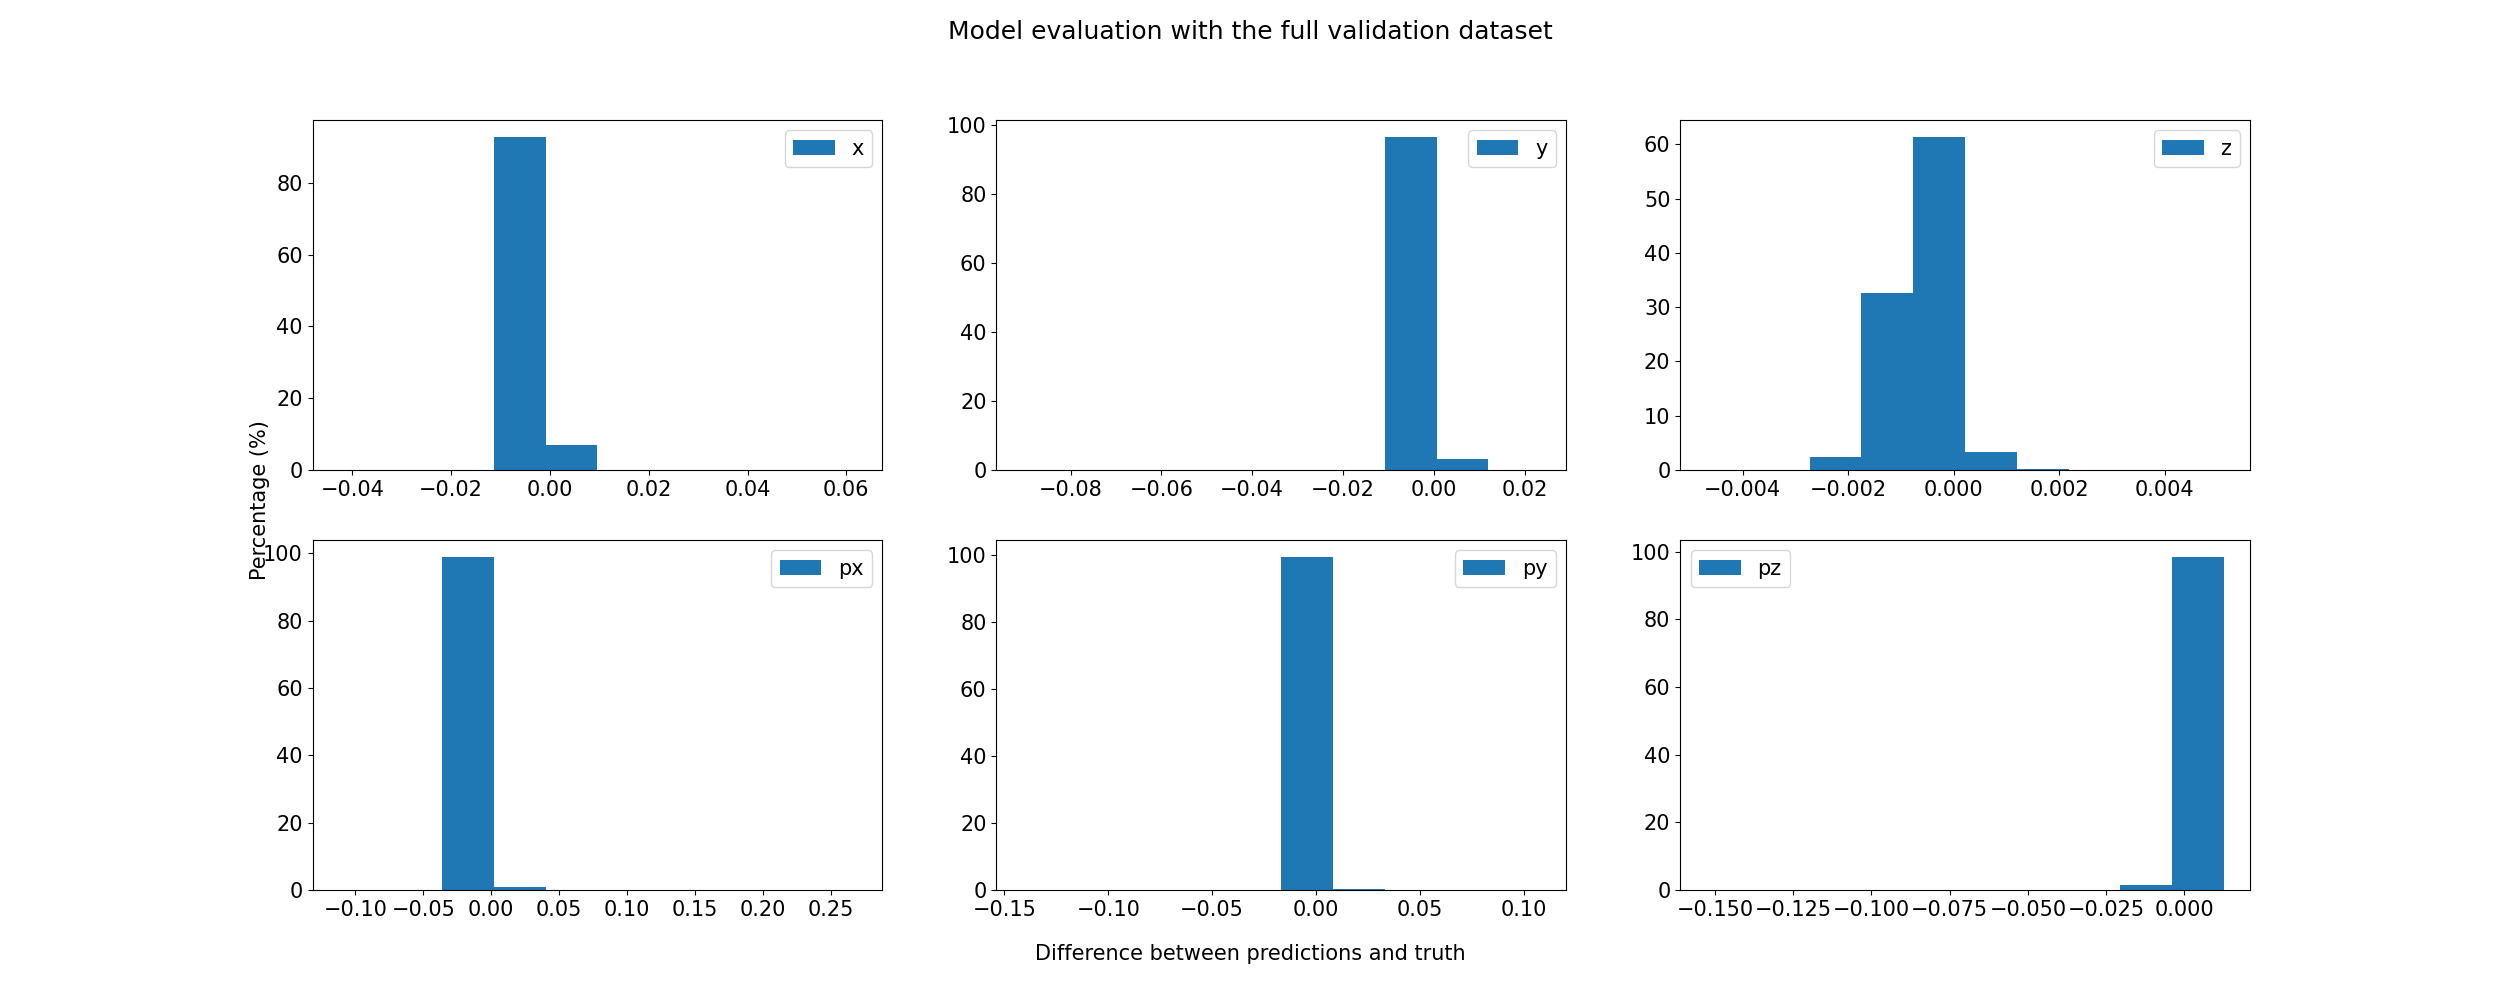 Model evaluation with the full validation dataset
x
80
60
40
20
0
−0.04 −0.02 0.00 0.02 0.04 0.06
y
100
80
60
40
20
0
−0.08 −0.06 −0.04 −0.02 0.00 0.02
z
60
50
40
30
20
10
0
−0.004 −0.002 0.000 0.002 0.004
Percentage (%)
px
100
80
60
40
20
0
−0.10 −0.05 0.00 0.05 0.10 0.15 0.20 0.25
py
100
80
60
40
20
0
−0.15 −0.10 −0.05 0.00 0.05 0.10
pz
100
80
60
40
20
0
−0.150 −0.125 −0.100 −0.075 −0.050 −0.025 0.000
Difference between predictions and truth